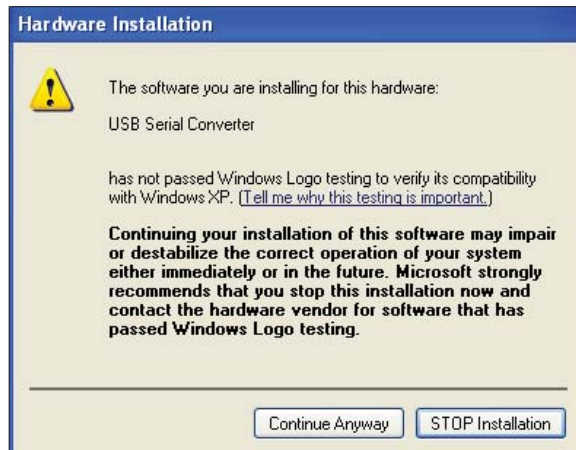 Hardware Installation
The software you are installing for this hardware:
USB Serial Converter
has not passed Windows Logo testing to verify its compatibility
with Windows XP. (Tell me why this testing is important.)
Continuing your installation of this software may impair
or destabilize the correct operation of your system
either immediately or in the future. Microsoft strongly
recommends that you stop this installation now and
contact the hardware vendor for software that has
passed Windows Logo testing.
Continue Anyway STOP Installation